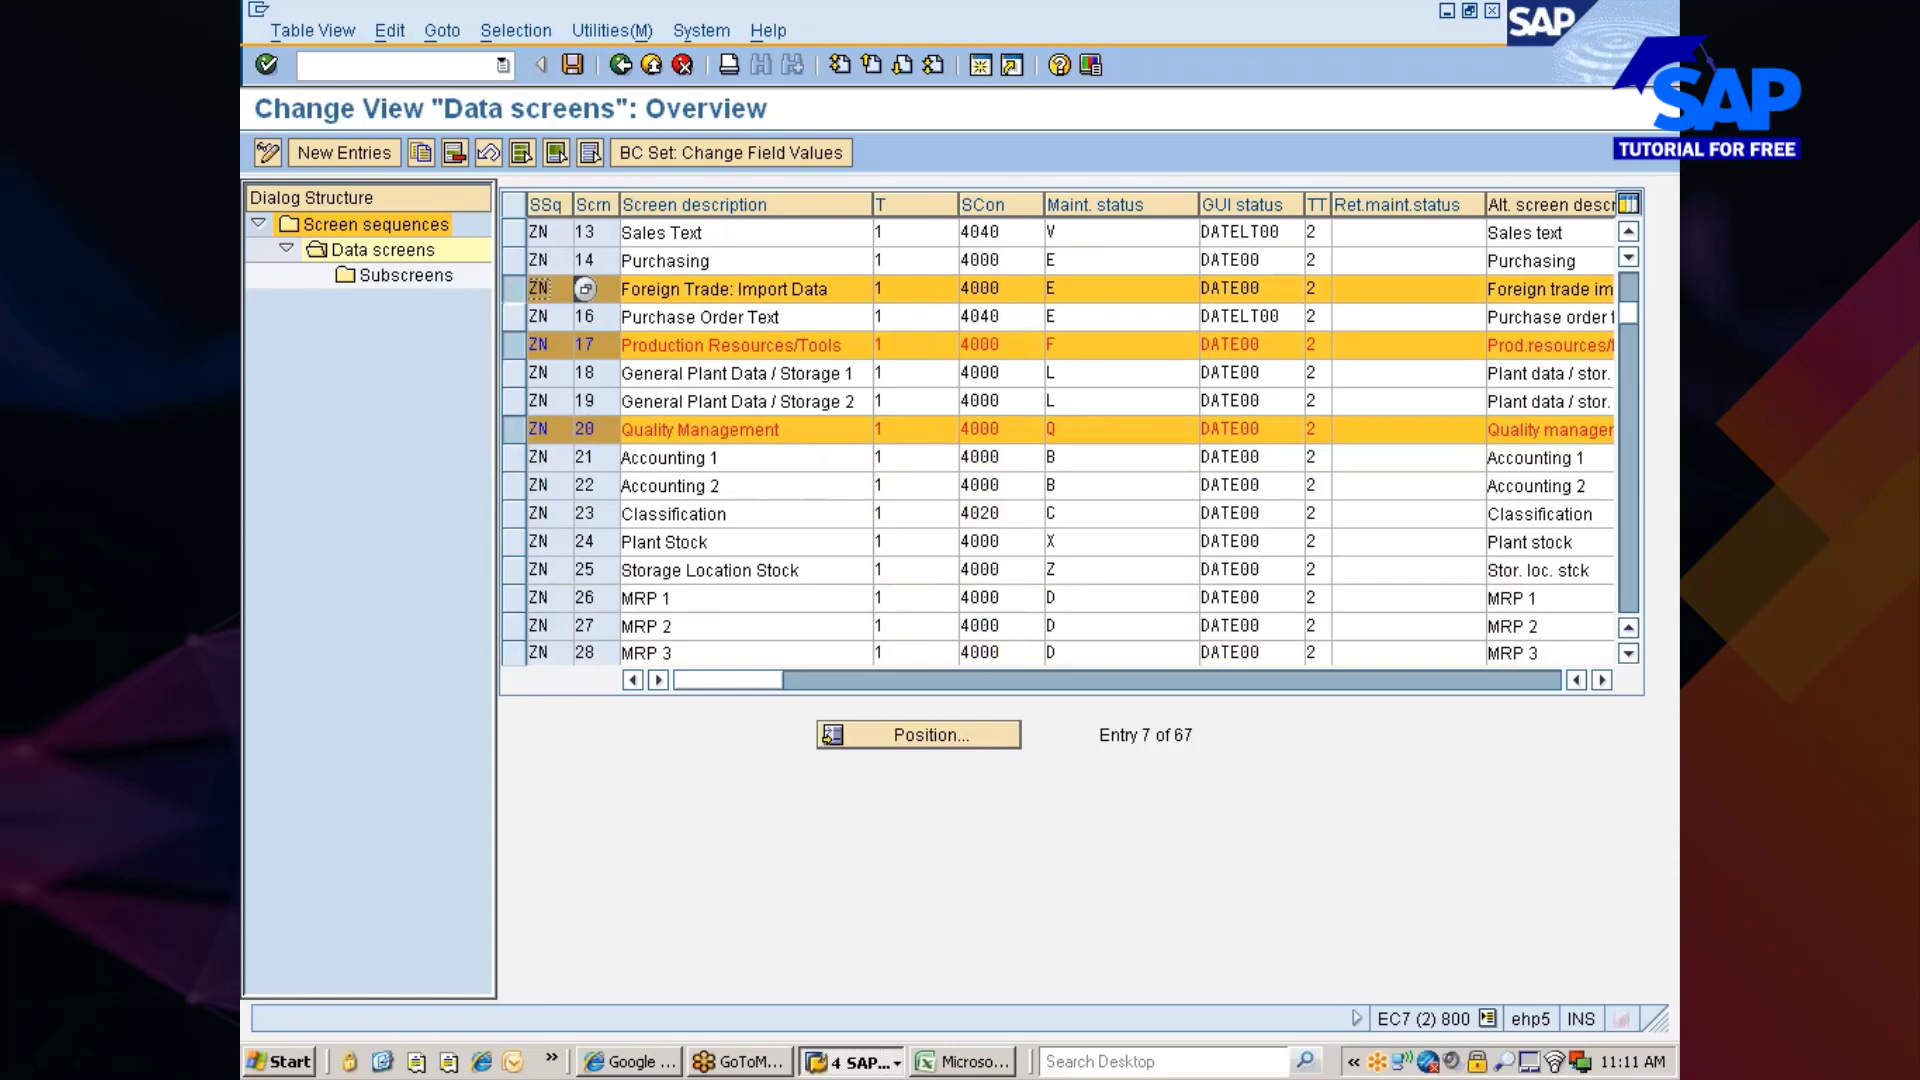 Table View Edit Goto Selection Utilities(M) System Help
SAP
SAP
TUTORIAL FOR FREE
Change View "Data screens": Overview
New Entries BC Set: Change Field Values
Dialog Structure
Screen sequences
Data screens
Subscreens
SSq Scrn Screen description T SCon Maint. status GUI status TT Ret.maint.status Alt. screen descr
ZN 13 Sales Text 1 4040 V DATELT00 2 Sales text
ZN 14 Purchasing 1 4000 E DATE00 2 Purchasing
ZN Foreign Trade: Import Data 1 4000 E DATE00 2 Foreign trade im
ZN 16 Purchase Order Text 1 4040 E DATELT00 2 Purchase order t
ZN 17 Production Resources/Tools 1 4000 F DATE00 2 Prod.resources/t
ZN 18 General Plant Data / Storage 1 1 4000 L DATE00 2 Plant data / stor.
ZN 19 General Plant Data / Storage 2 1 4000 L DATE00 2 Plant data / stor.
ZN 20 Quality Management 1 4000 Q DATE00 2 Quality manager
ZN 21 Accounting 1 1 4000 B DATE00 2 Accounting 1
ZN 22 Accounting 2 1 4000 B DATE00 2 Accounting 2
ZN 23 Classification 1 4020 C DATE00 2 Classification
ZN 24 Plant Stock 1 4000 X DATE00 2 Plant stock
ZN 25 Storage Location Stock 1 4000 Z DATE00 2 Stor. loc. stck
ZN 26 MRP 1 1 4000 D DATE00 2 MRP 1
ZN 27 MRP 2 1 4000 D DATE00 2 MRP 2
ZN 28 MRP 3 1 4000 D DATE00 2 MRP 3
Position... Entry 7 of 67
EC7 (2) 800 ehp5 INS
Start » Google ... GoToM... 4 SAP... Microso... Search Desktop « 11:11 AM